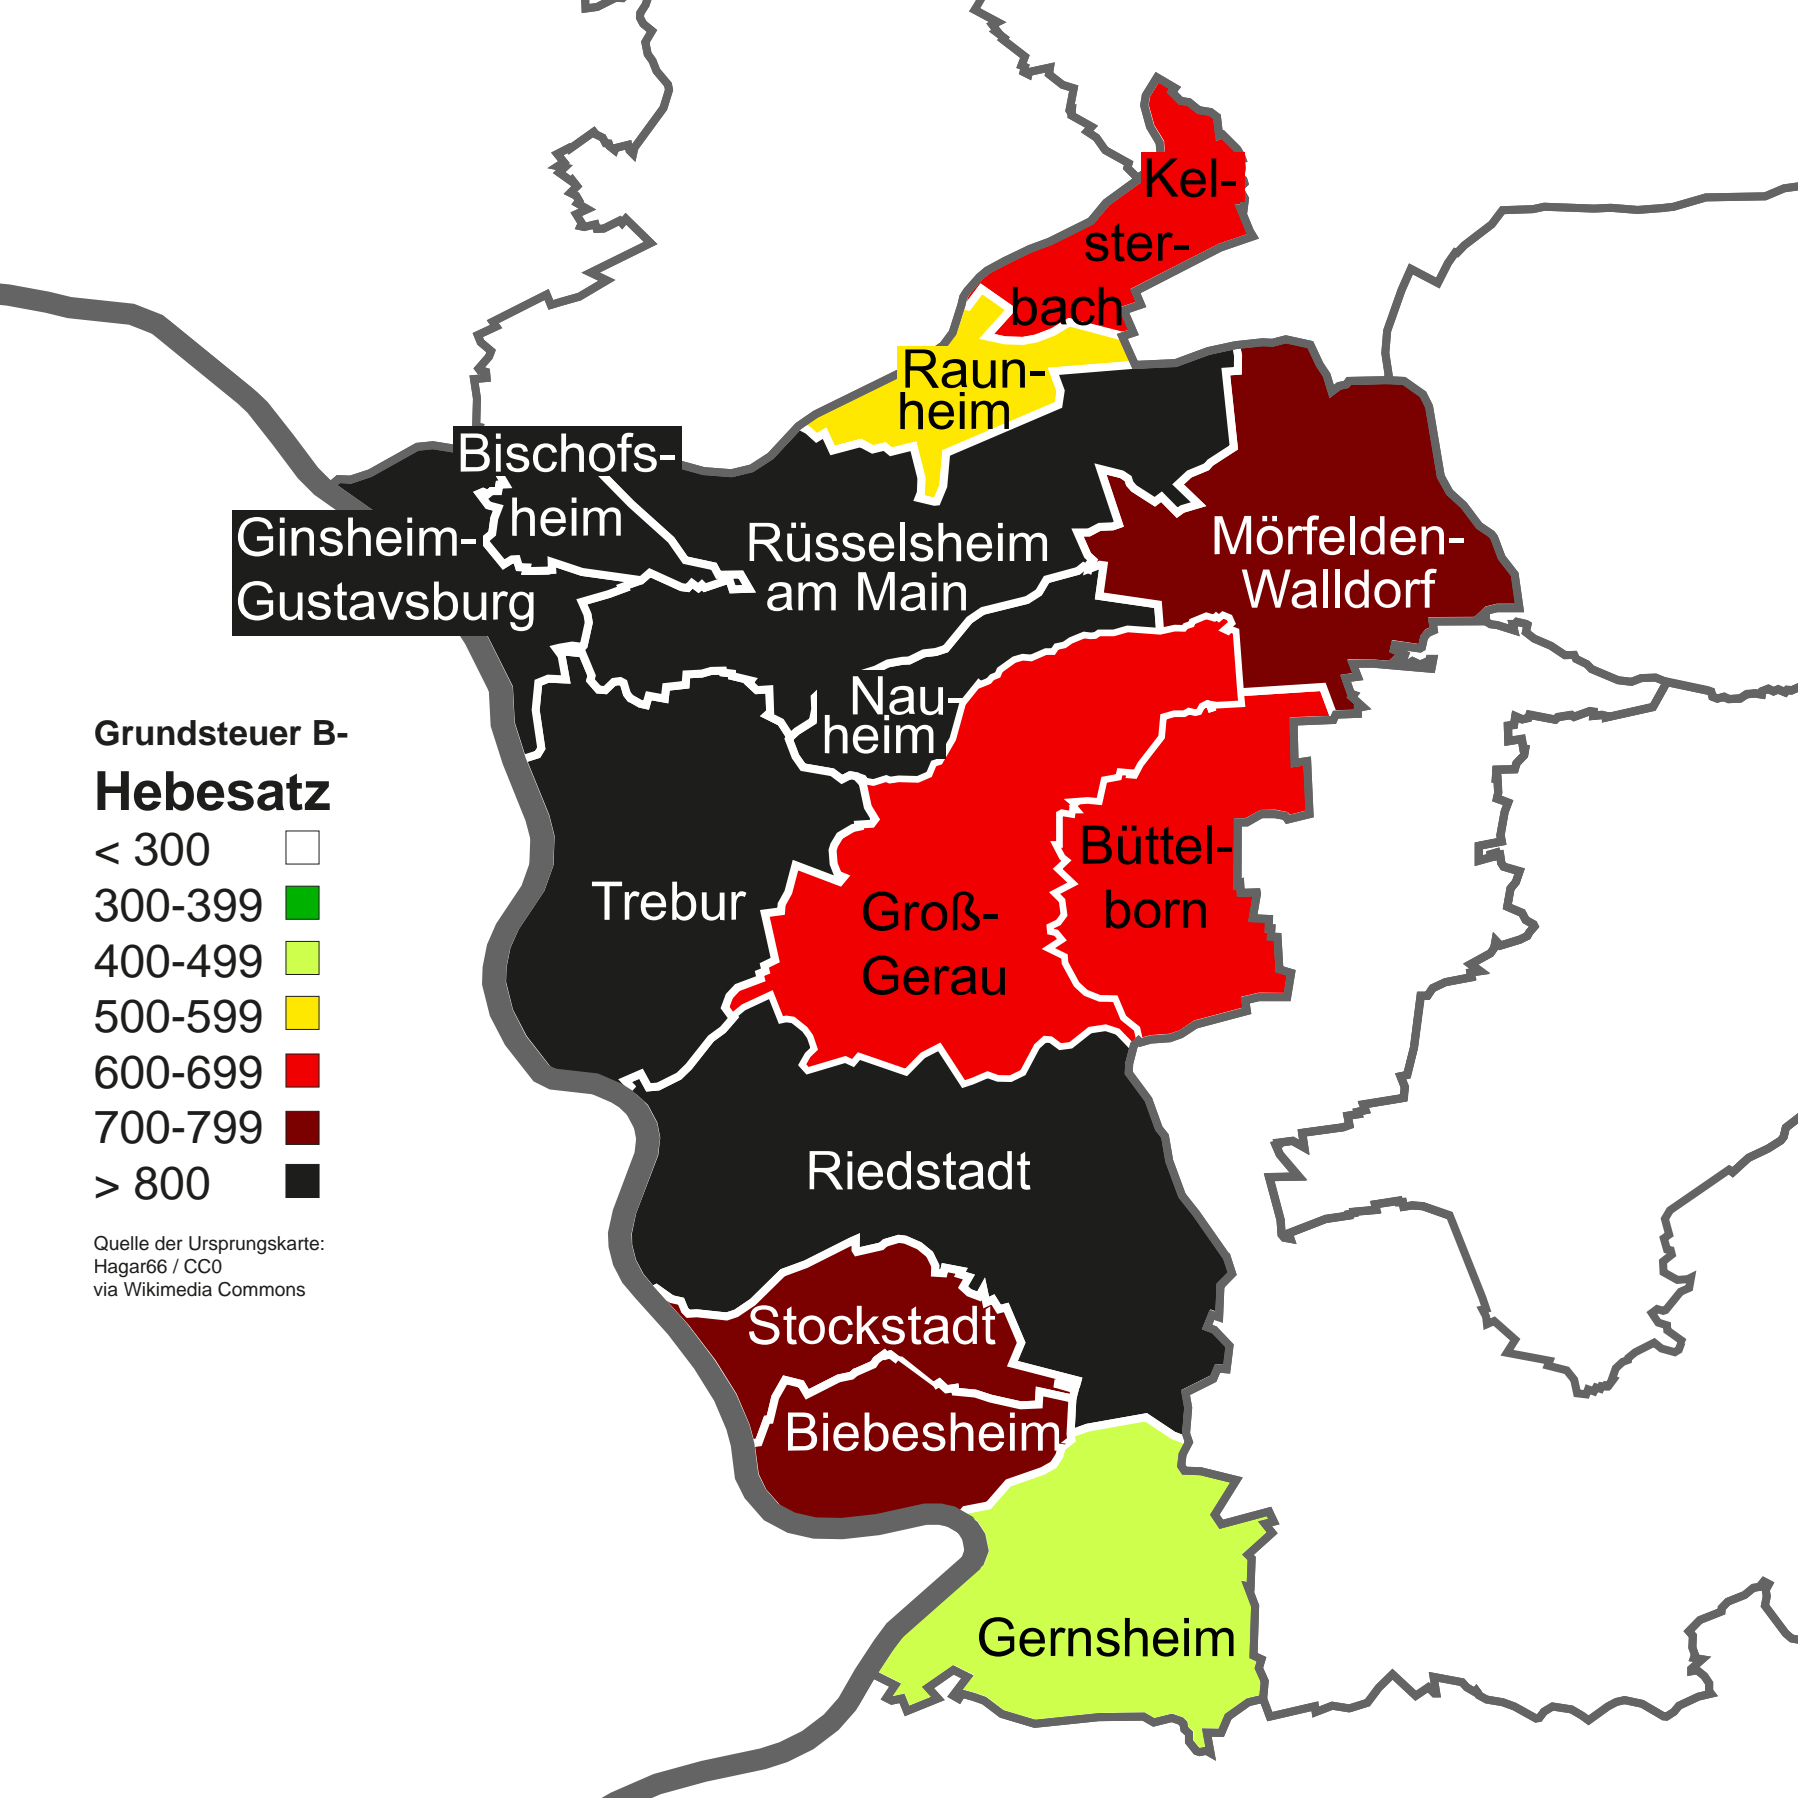 Kel-
ster-
bach
Raun-
heim
Bischofs-
heim
Ginsheim-
Gustavsburg
Rüsselsheim
am Main
Mörfelden-
Walldorf
Nau-
heim
Trebur
Groß-
Gerau
Büttel-
born
Riedstadt
Stockstadt
Biebesheim
Gernsheim
Grundsteuer B-
Hebesatz
< 300
300-399
400-499
500-599
600-699
700-799
> 800
Quelle der Ursprungskarte:
Hagar66 / CC0
via Wikimedia Commons